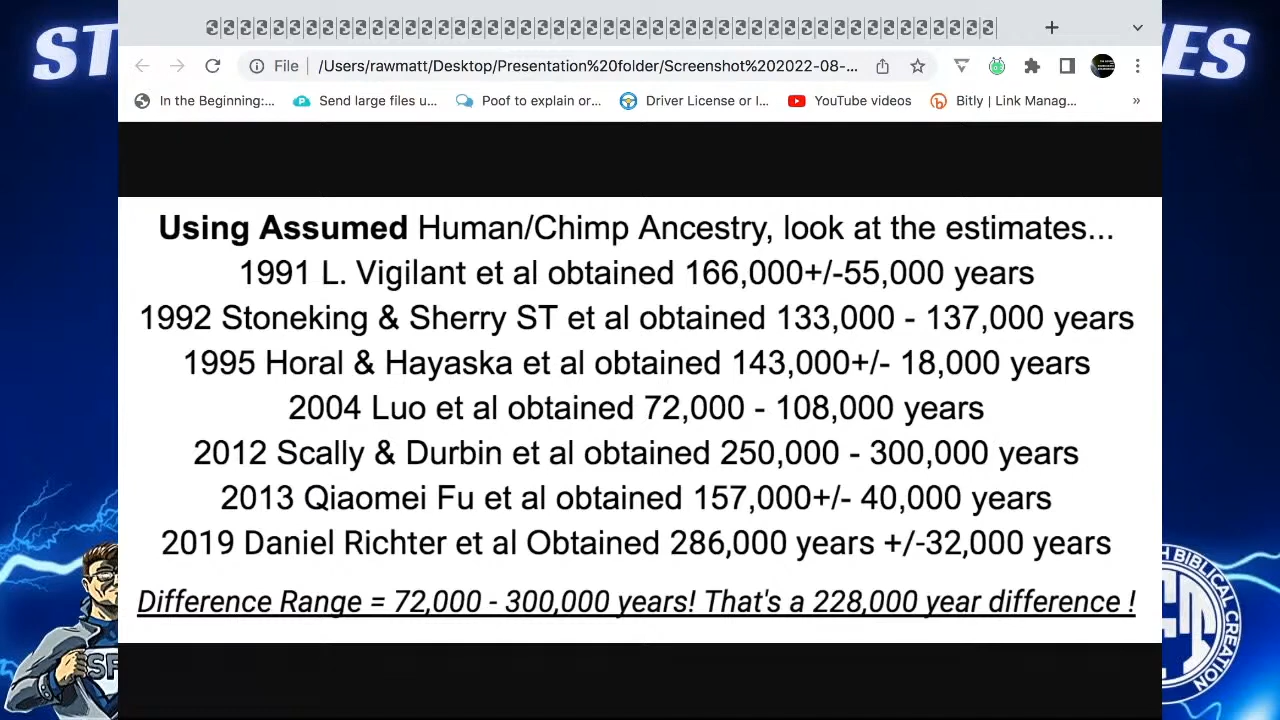 ST
ES
File
/Users/rawmatt/Desktop/Presentation%20folder/Screenshot%202022-08-...
In the Beginning:...
Send large files u...
Poof to explain or...
Driver License or I...
YouTube videos
Bitly | Link Manag...
»
Using Assumed Human/Chimp Ancestry, look at the estimates...
1991 L. Vigilant et al obtained 166,000+/-55,000 years
1992 Stoneking & Sherry ST et al obtained 133,000 - 137,000 years
1995 Horal & Hayaska et al obtained 143,000+/- 18,000 years
2004 Luo et al obtained 72,000 - 108,000 years
2012 Scally & Durbin et al obtained 250,000 - 300,000 years
2013 Qiaomei Fu et al obtained 157,000+/- 40,000 years
2019 Daniel Richter et al Obtained 286,000 years +/-32,000 years
Difference Range = 72,000 - 300,000 years! That's a 228,000 year difference !
SF
BIBLICAL CREATION